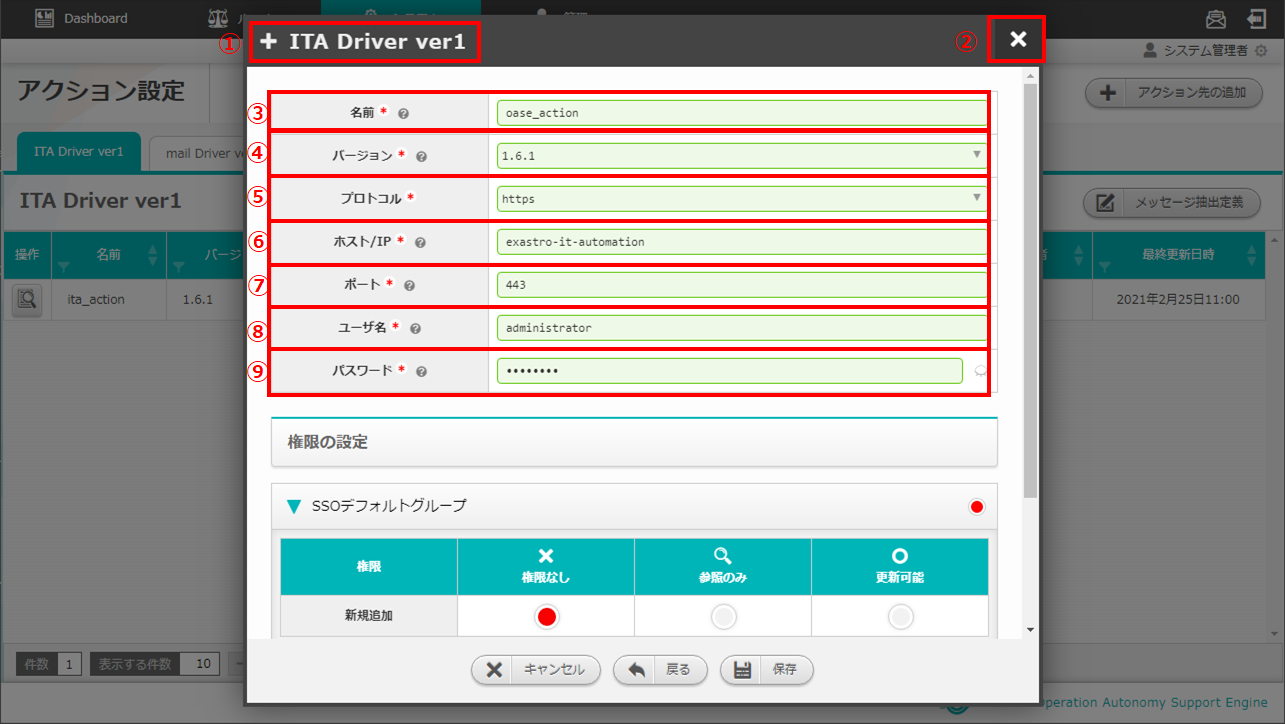 Dashboard
システム管理者
アクション設定
アクション先の追加
ITA Driver ver1
mail Driver ve
ITA Driver ver1
メッセージ抽出定義
操作 名前 バージ 最終更新日時
ita_action 1.6.1 2021年2月25日11:00
① + ITA Driver ver1 ②
③ 名前 * oase_action
④ バージョン * 1.6.1
⑤ プロトコル * https
⑥ ホスト/IP * exastro-it-automation
⑦ ポート * 443
⑧ ユーザ名 * administrator
⑨ パスワード * ••••••••
権限の設定
SSOデフォルトグループ
権限 権限なし 参照のみ 更新可能
新規追加
キャンセル 戻る 保存
件数 1 表示する件数 10
peration Autonomy Support Engine